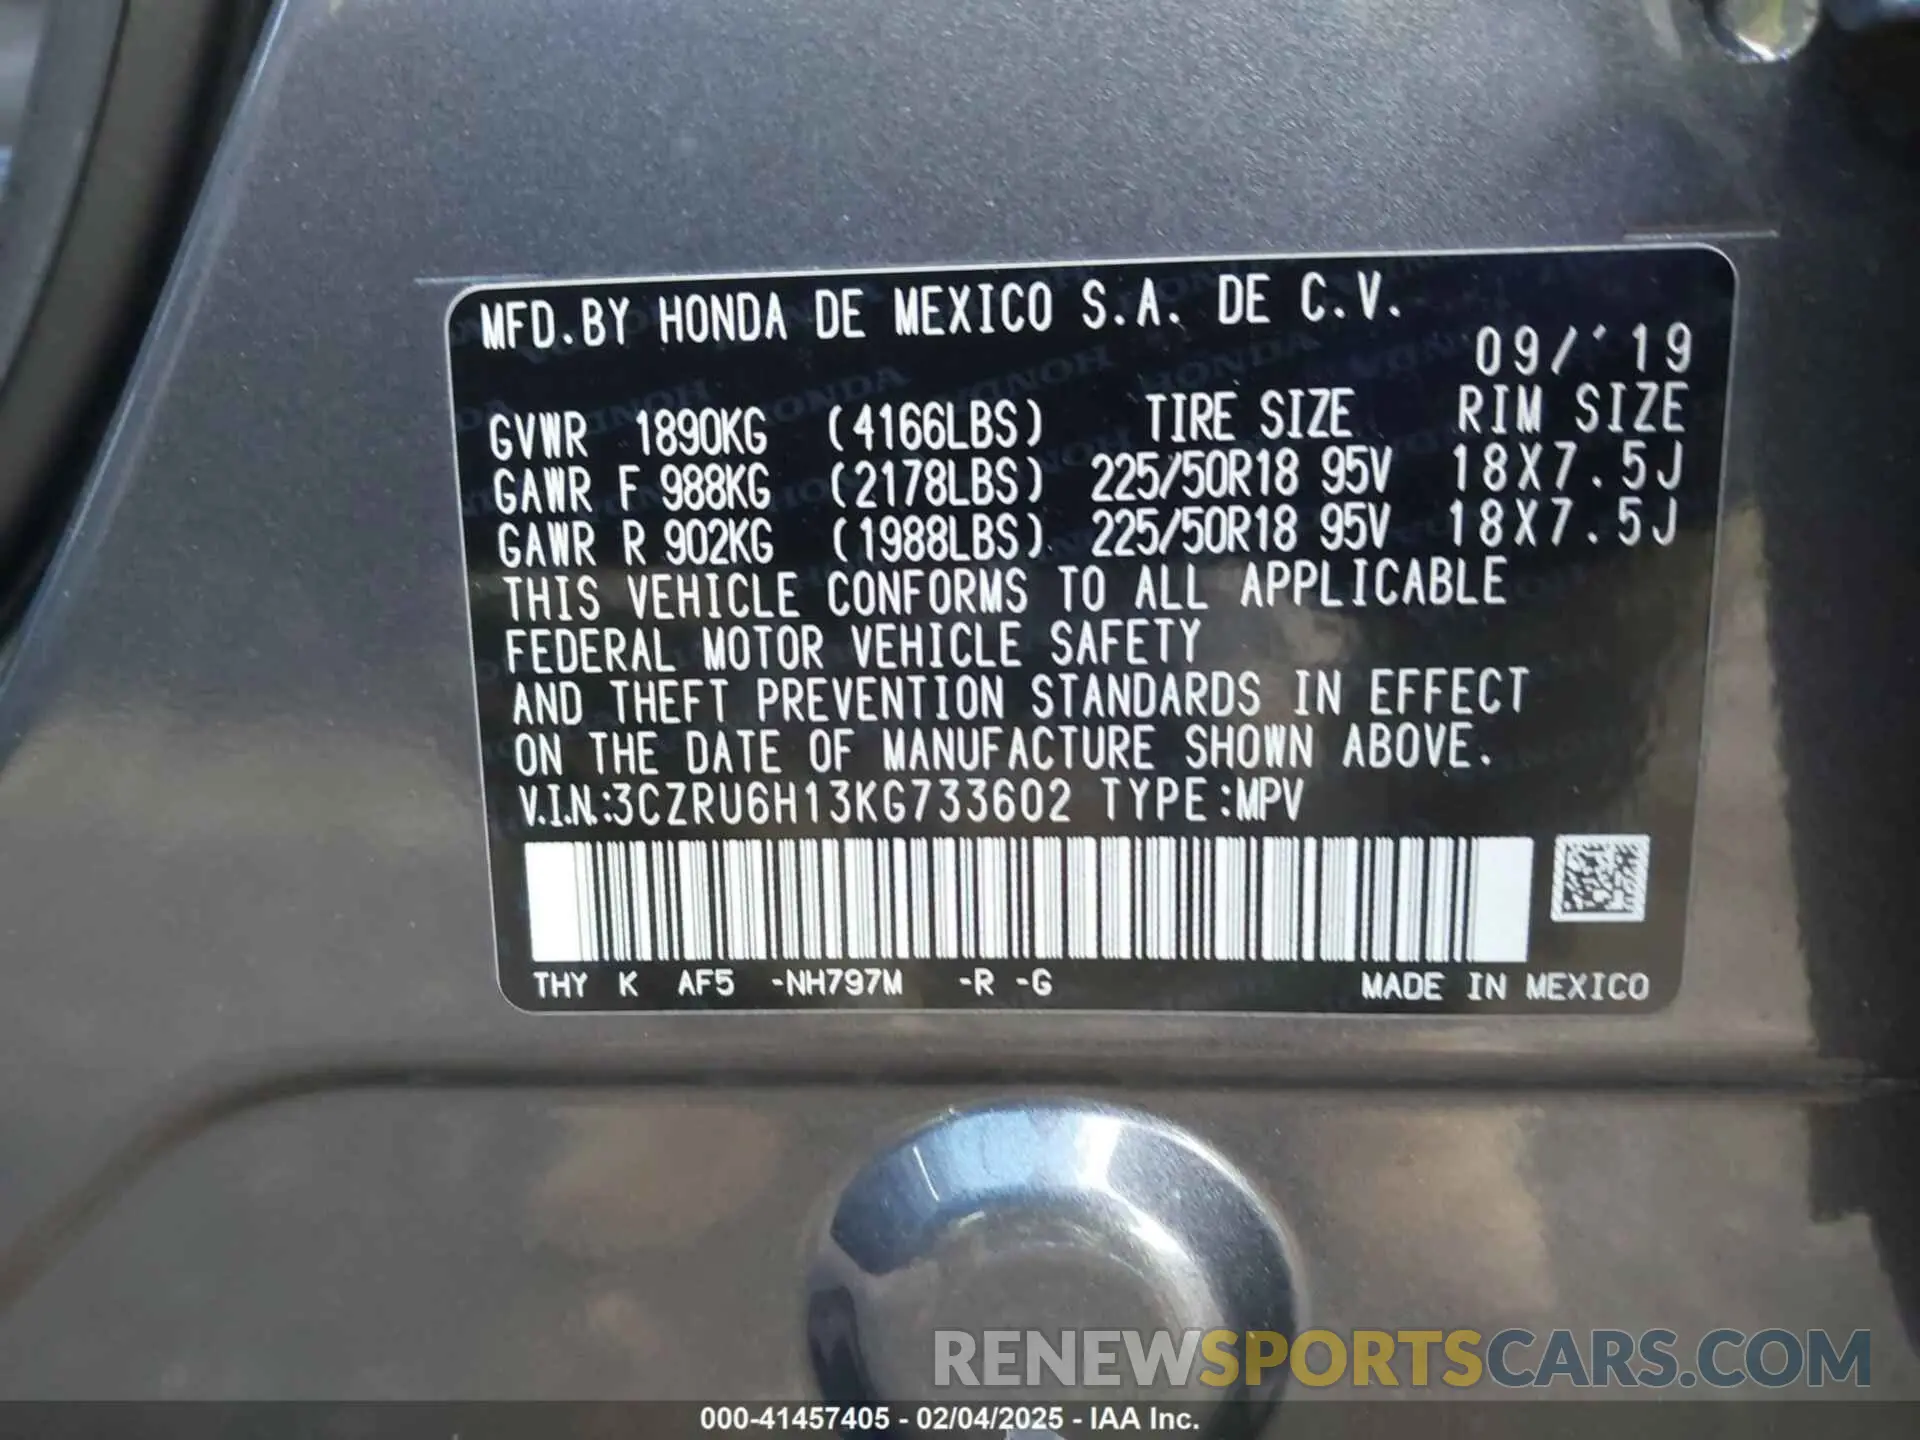 MFD.BY HONDA DE MEXICO S.A. DE C.V.
09/'19
GVWR 1890KG (4166LBS) TIRE SIZE RIM SIZE
GAWR F 988KG (2178LBS) 225/50R18 95V 18X7.5J
GAWR R 902KG (1988LBS) 225/50R18 95V 18X7.5J
THIS VEHICLE CONFORMS TO ALL APPLICABLE
FEDERAL MOTOR VEHICLE SAFETY
AND THEFT PREVENTION STANDARDS IN EFFECT
ON THE DATE OF MANUFACTURE SHOWN ABOVE.
V.I.N.:3CZRU6H13KG733602 TYPE:MPV
THY K AF5 -NH797M -R -G MADE IN MEXICO
RENEWSPORTSCARS.COM
000-41457405 - 02/04/2025 - IAA Inc.